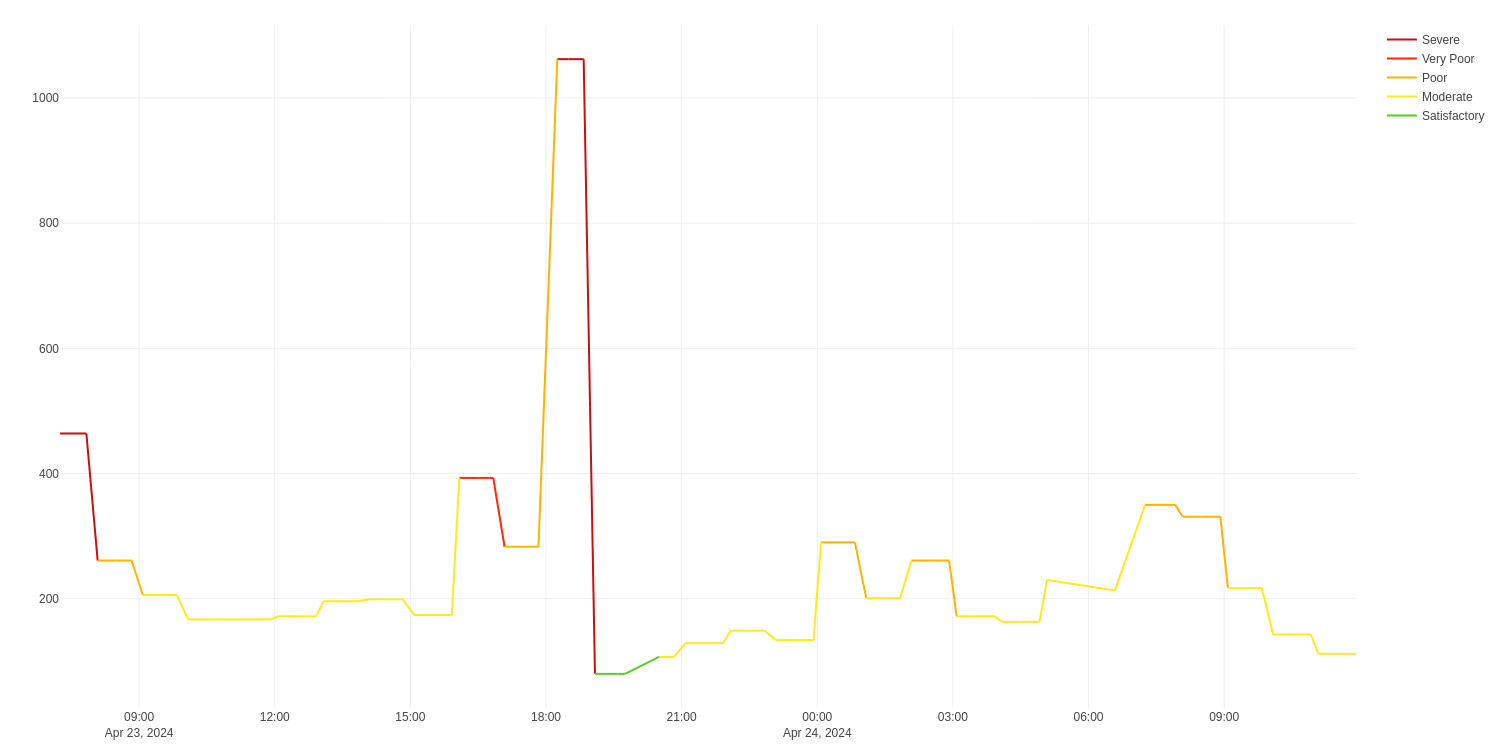 Severe
Very Poor
Poor
Moderate
Satisfactory
1000
800
600
400
200
09:00
12:00
15:00
18:00
21:00
00:00
03:00
06:00
09:00
Apr 23, 2024
Apr 24, 2024